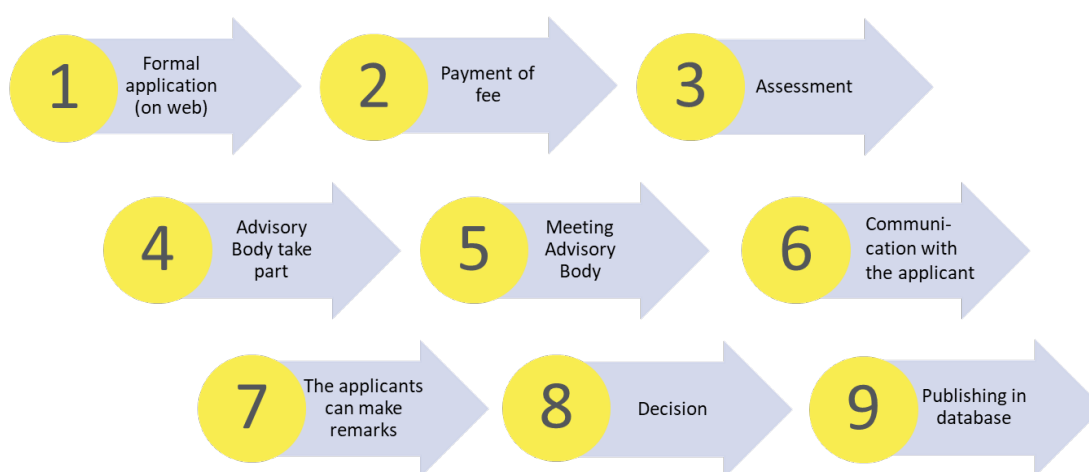 1
Formal
application
(on web)
2
Payment of
fee
3
Assessment
4
Advisory
Body take
part
5
Meeting
Advisory
Body
6
Communi-
cation with
the applicant
7
The applicants
can make
remarks
8
Decision
9
Publishing in
database